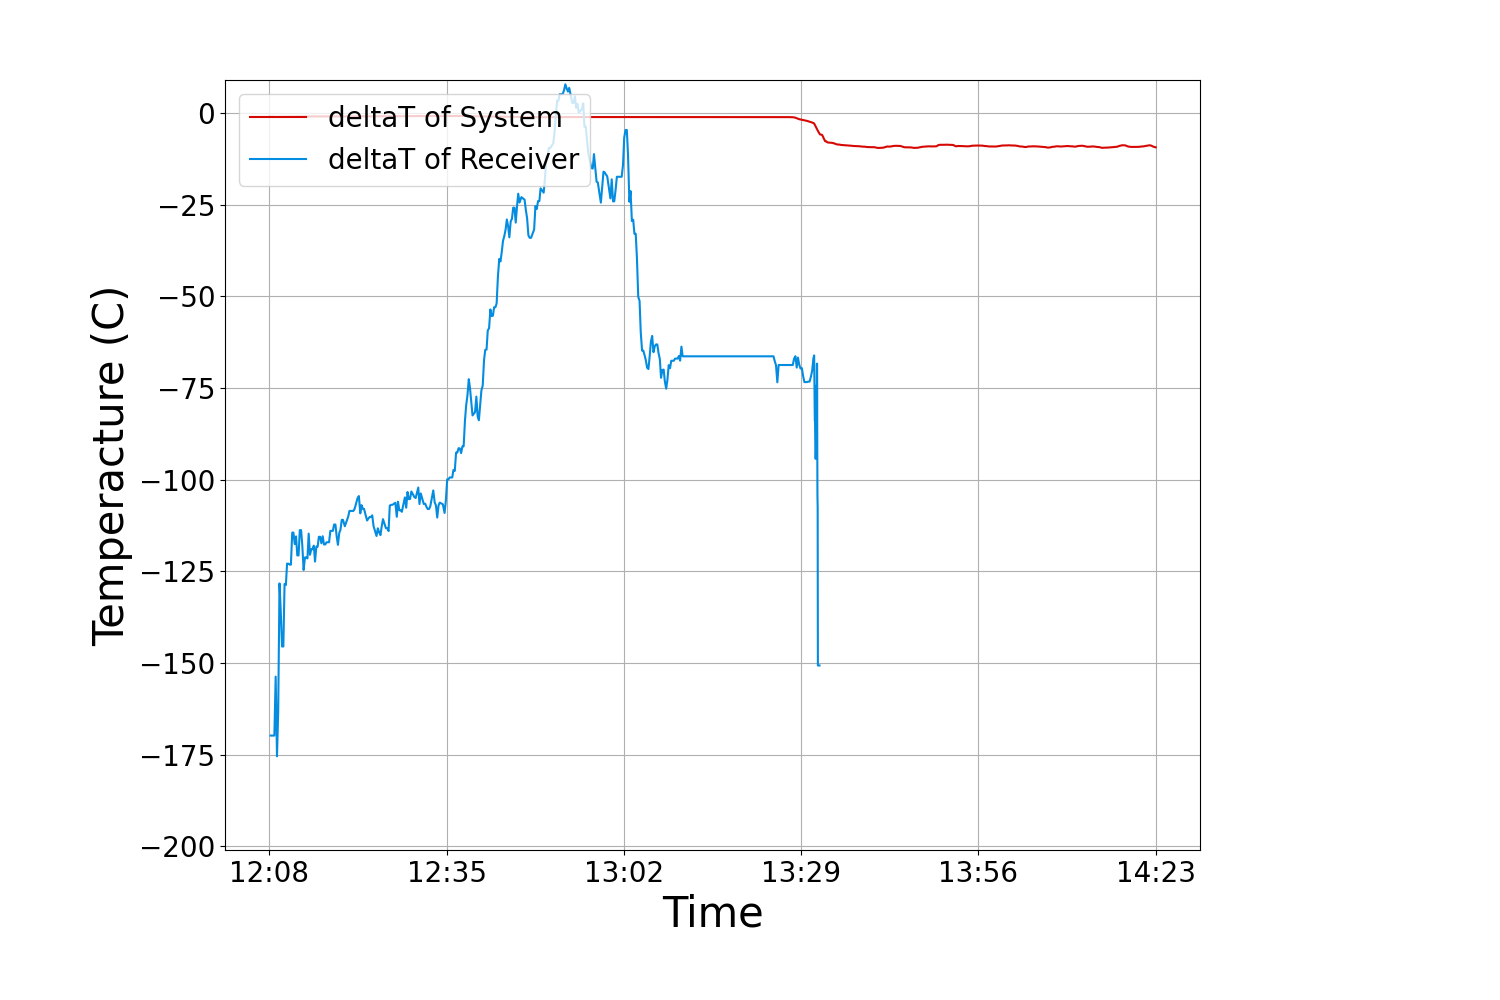 deltaT of System
deltaT of Receiver
0
−25
−50
−75
−100
−125
−150
−175
−200
Temperacture (C)
12:08 12:35 13:02 13:29 13:56 14:23
Time